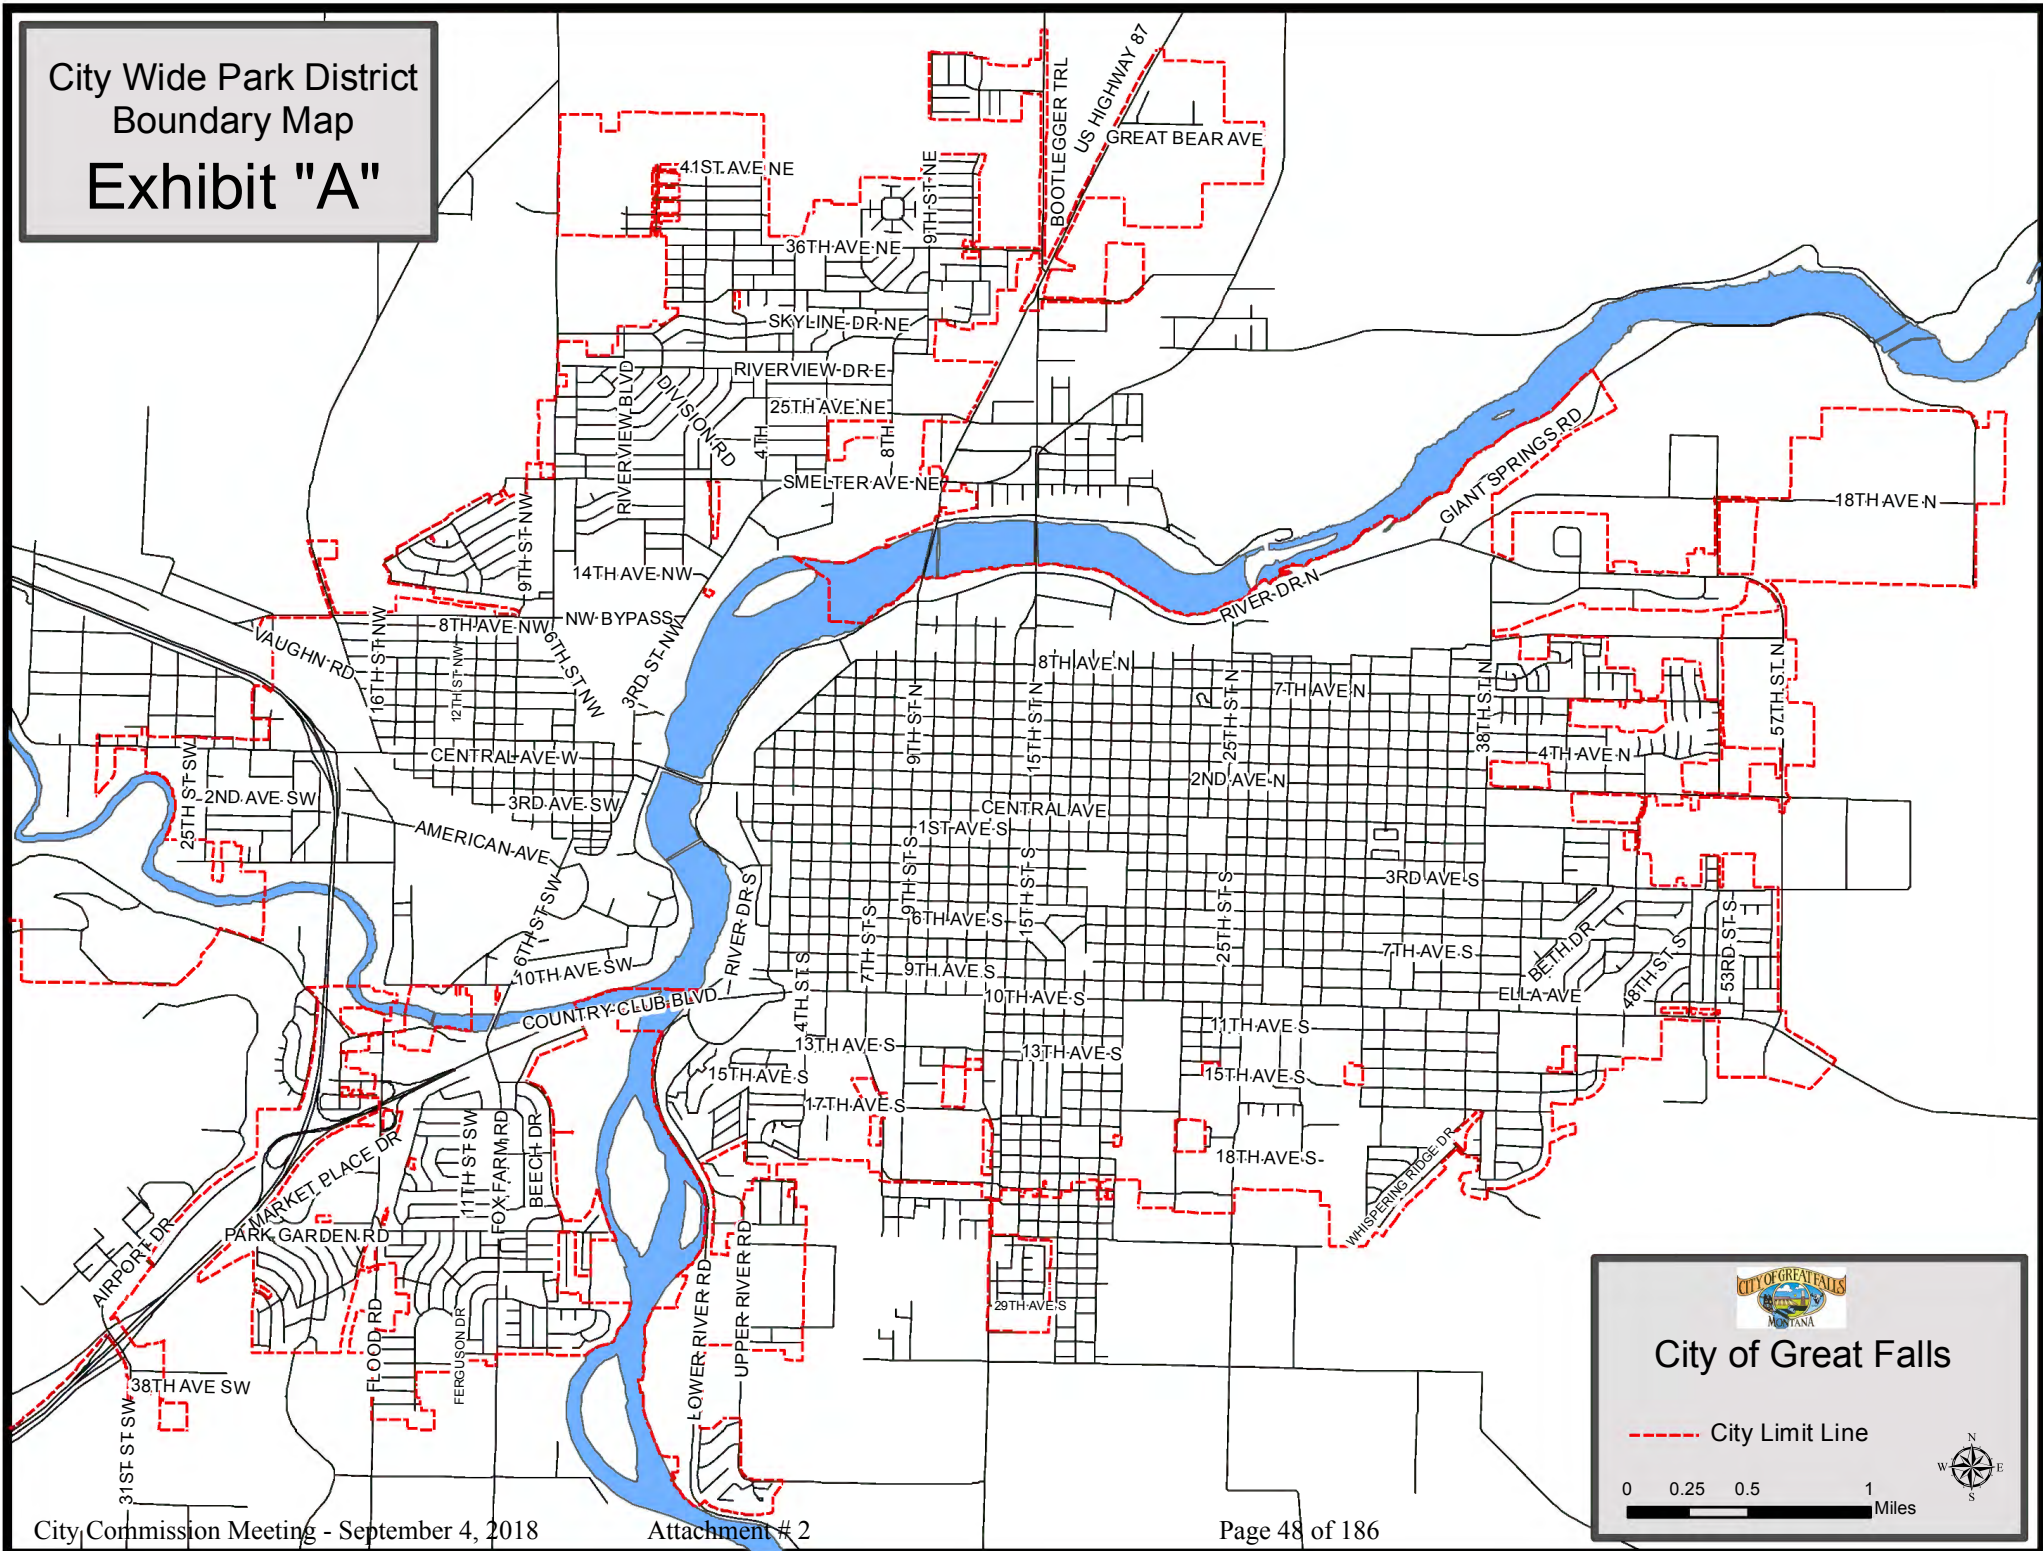 City Wide Park District
Boundary Map
Exhibit "A"
US HIGHWAY 87
BOOTLEGGER TRL
GREAT BEAR AVE
41ST AVE NE
9TH ST NE
36TH AVE NE
SKYLINE DR NE
RIVERVIEW DR E
RIVERVIEW BLVD
DIVISION RD
25TH AVE NE
4TH
8TH
SMELTER AVE NE
GIANT SPRINGS RD
18TH AVE N
9TH ST NW
14TH AVE NW
RIVER DR N
NW BYPASS
8TH AVE NW
VAUGHN RD
16TH ST NW
12TH ST NW
6TH ST NW
3RD ST NW
8TH AVE N
7TH AVE N
9TH ST N
15TH ST N
25TH ST N
38TH ST N
57TH ST N
4TH AVE N
CENTRAL AVE W
2ND AVE N
25TH ST SW
2ND AVE SW
3RD AVE SW
CENTRAL AVE
1ST AVE S
AMERICAN AVE
3RD AVE S
9TH ST S
15TH ST S
25TH ST S
6TH ST SW
RIVER DR S
7TH ST S
6TH AVE S
7TH AVE S
BETH DR
48TH ST S
53RD ST S
10TH AVE SW
9TH AVE S
4TH ST S
10TH AVE S
ELLA AVE
COUNTRY CLUB BLVD
11TH AVE S
13TH AVE S
13TH AVE S
15TH AVE S
15TH AVE S
17TH AVE S
18TH AVE S
WHISPERING RIDGE DR
MARKET PLACE DR
11TH ST SW
FOX FARM RD
BEECH DR
PARK GARDEN RD
AIRPORT DR
UPPER RIVER RD
LOWER RIVER RD
29TH AVE S
FLOOD RD
FERGUSON DR
38TH AVE SW
31ST ST SW
CITY OF GREAT FALLS
MONTANA
City of Great Falls
City Limit Line
N
W
E
S
0 0.25 0.5 1
Miles
City Commission Meeting - September 4, 2018 Attachment # 2 Page 48 of 186